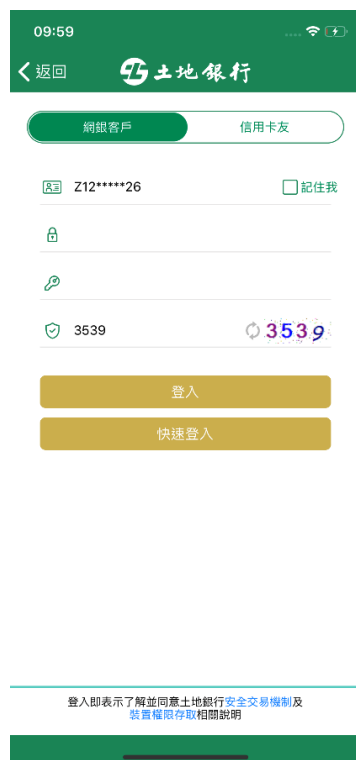 09:59
返回
土地銀行
網銀客戶
信用卡友
Z12*****26
記住我
3539
3539
登入
快速登入
登入即表示了解並同意土地銀行安全交易機制及
裝置權限存取相關說明